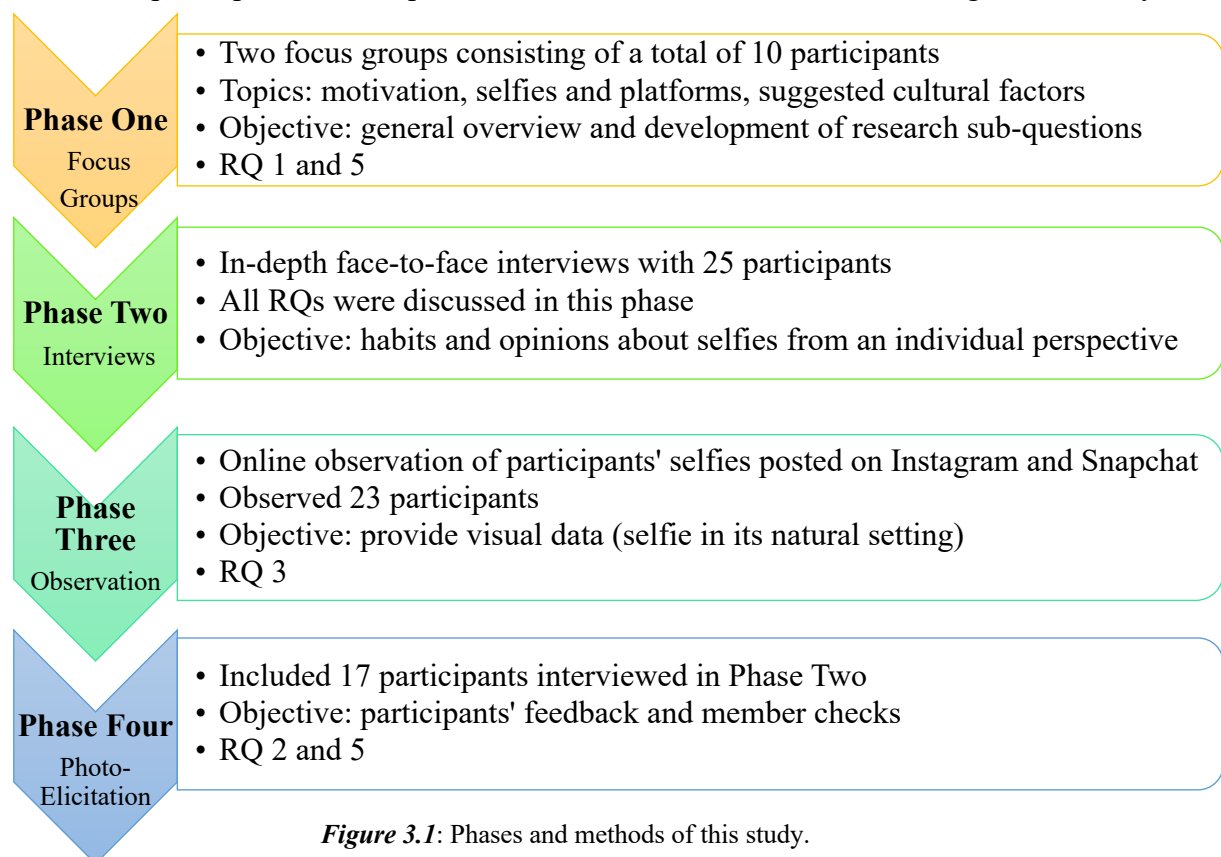 Phase One
Focus
Groups
• Two focus groups consisting of a total of 10 participants
• Topics: motivation, selfies and platforms, suggested cultural factors
• Objective: general overview and development of research sub-questions
• RQ 1 and 5
Phase Two
Interviews
• In-depth face-to-face interviews with 25 participants
• All RQs were discussed in this phase
• Objective: habits and opinions about selfies from an individual perspective
Phase
Three
Observation
• Online observation of participants' selfies posted on Instagram and Snapchat
• Observed 23 participants
• Objective: provide visual data (selfie in its natural setting)
• RQ 3
Phase Four
Photo-
Elicitation
• Included 17 participants interviewed in Phase Two
• Objective: participants' feedback and member checks
• RQ 2 and 5
Figure 3.1: Phases and methods of this study.